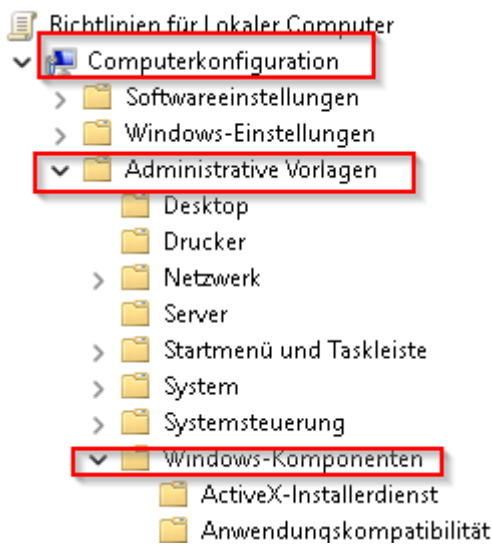 Richtlinien für Lokaler Computer
Computerkonfiguration
Softwareeinstellungen
Windows-Einstellungen
Administrative Vorlagen
Desktop
Drucker
Netzwerk
Server
Startmenü und Taskleiste
System
Systemsteuerung
Windows-Komponenten
ActiveX-Installerdienst
Anwendungskompatibilität